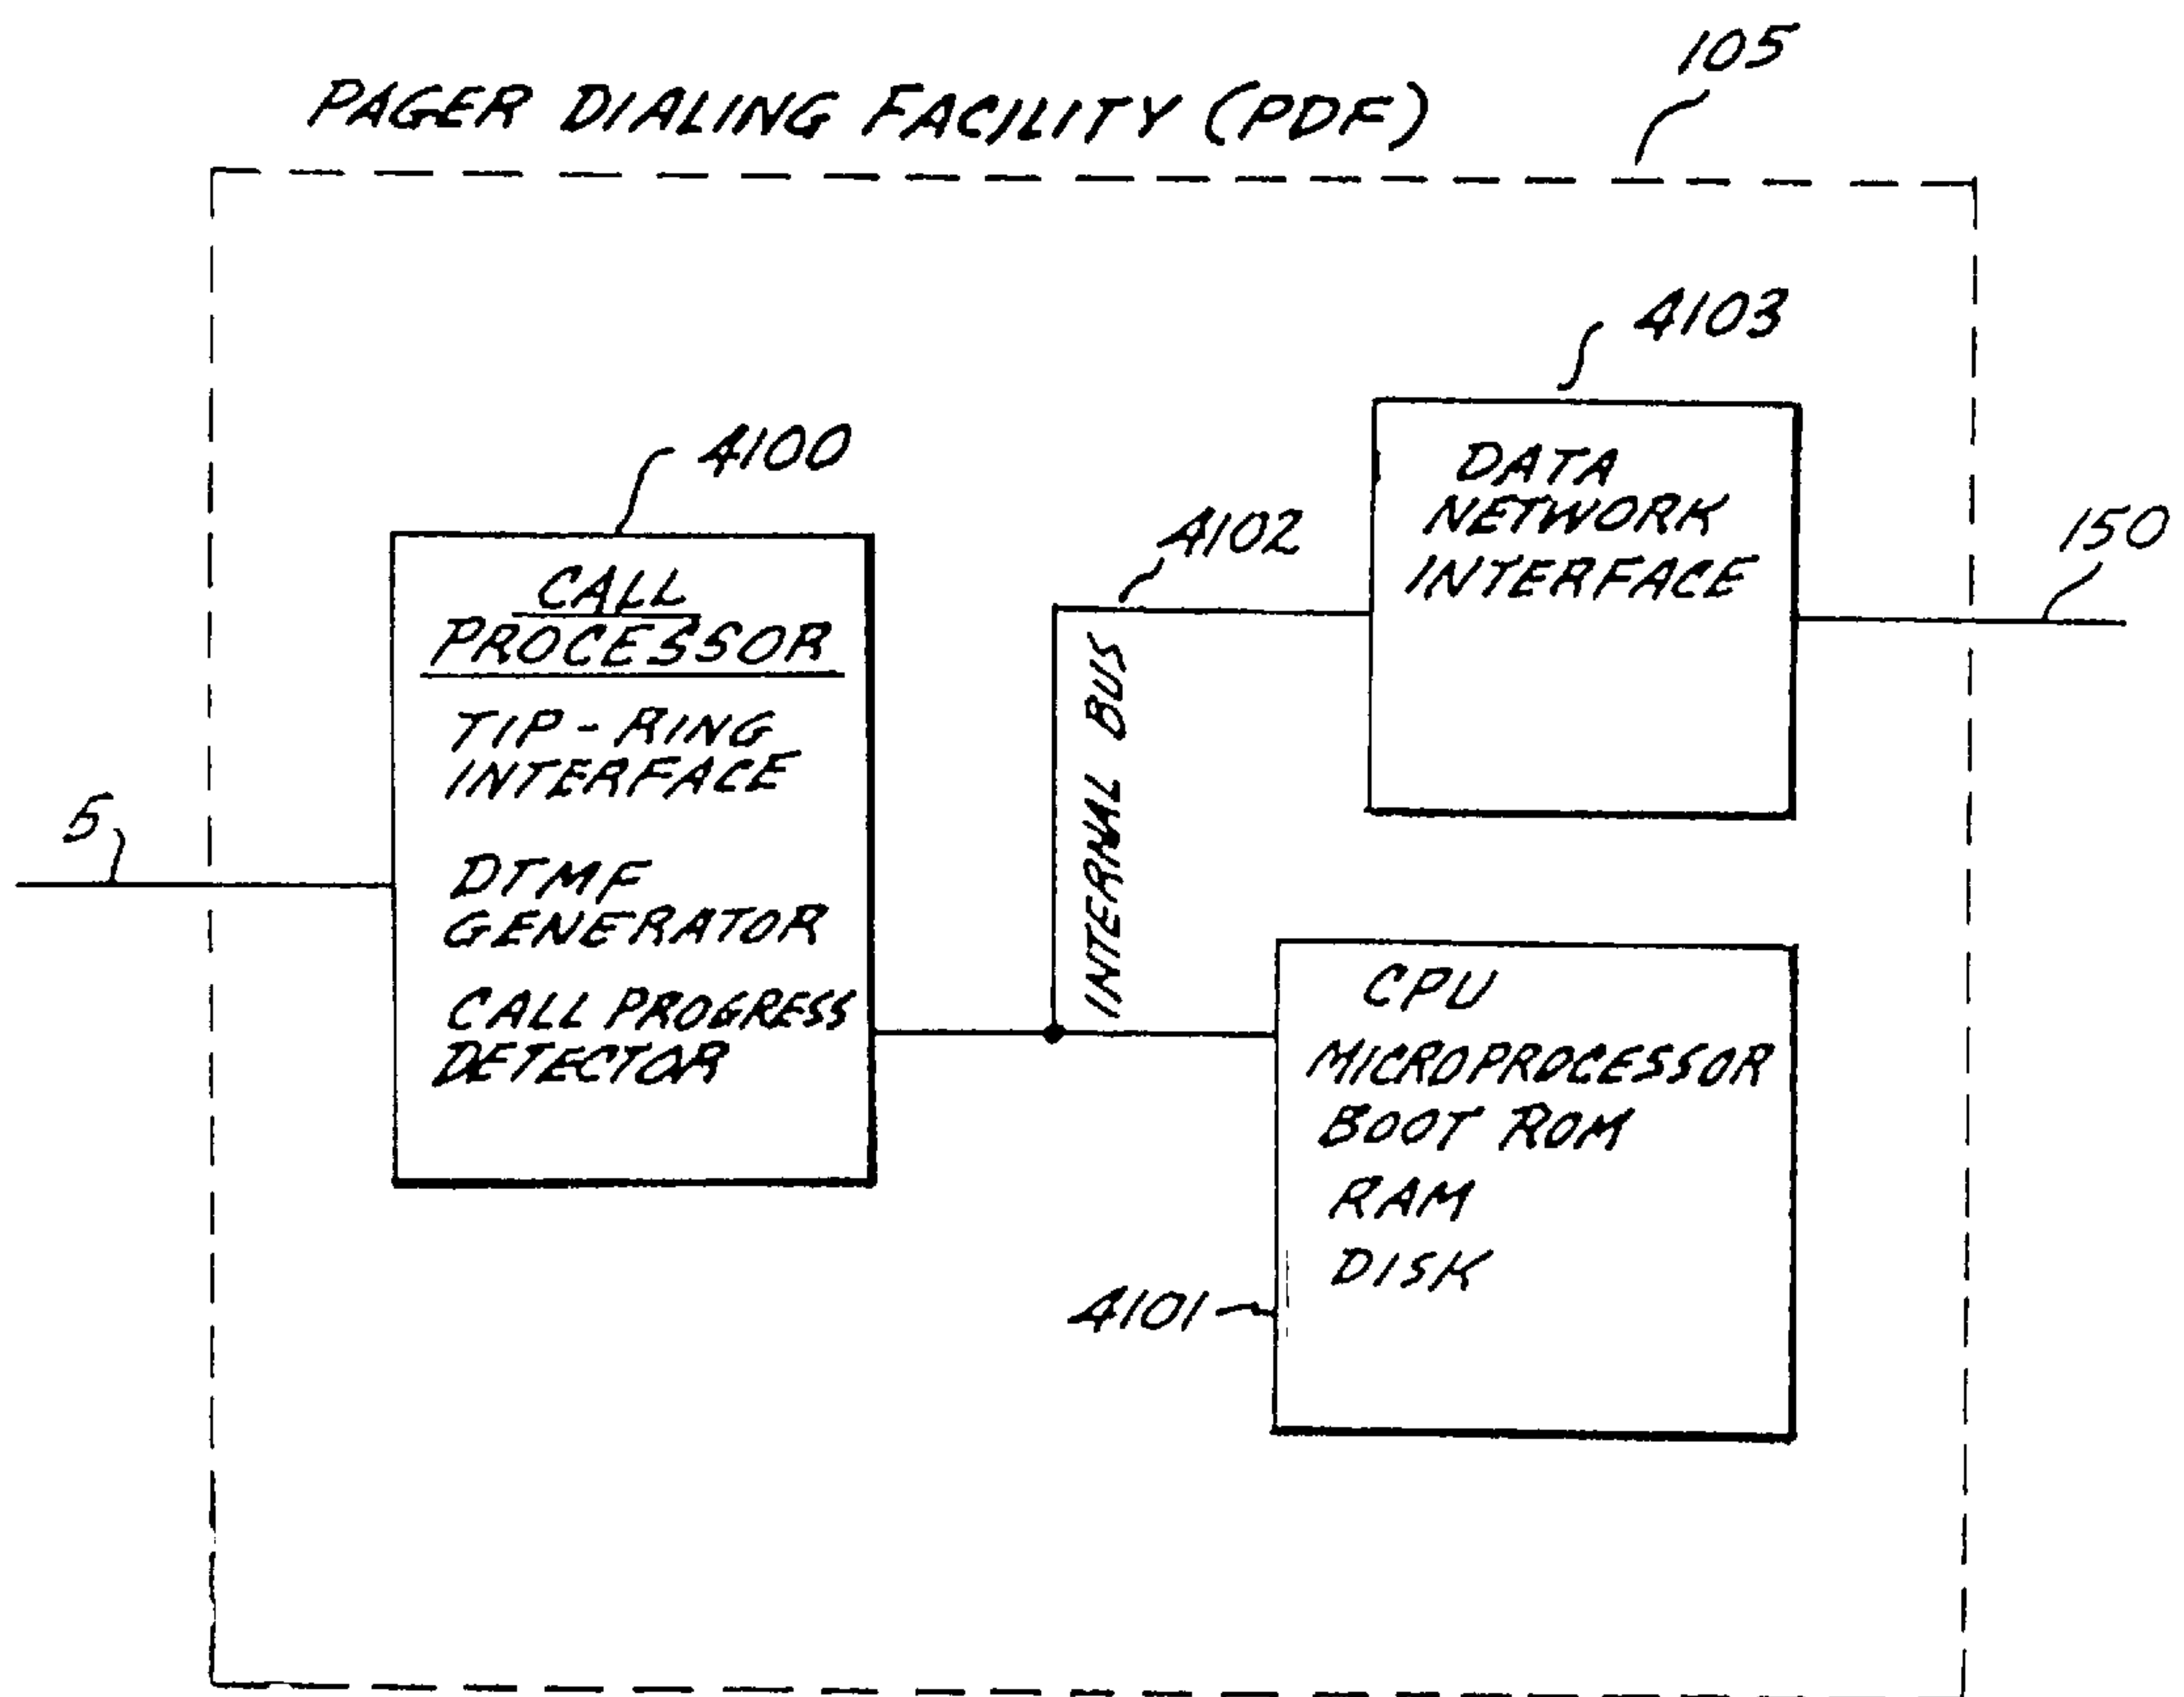 105
PAGER DIALING FACILITY (PDF)
4103
4100
DATA
NETWORK
INTERFACE
4102
150
CALL
PROCESSOR
TIP-RING
INTERFACE
INTERNAL BUS
5
DTMF
GENERATOR
CALL PROGRESS
DETECTOR
CPU
MICROPROCESSOR
BOOT ROM
RAM
DISK
4101